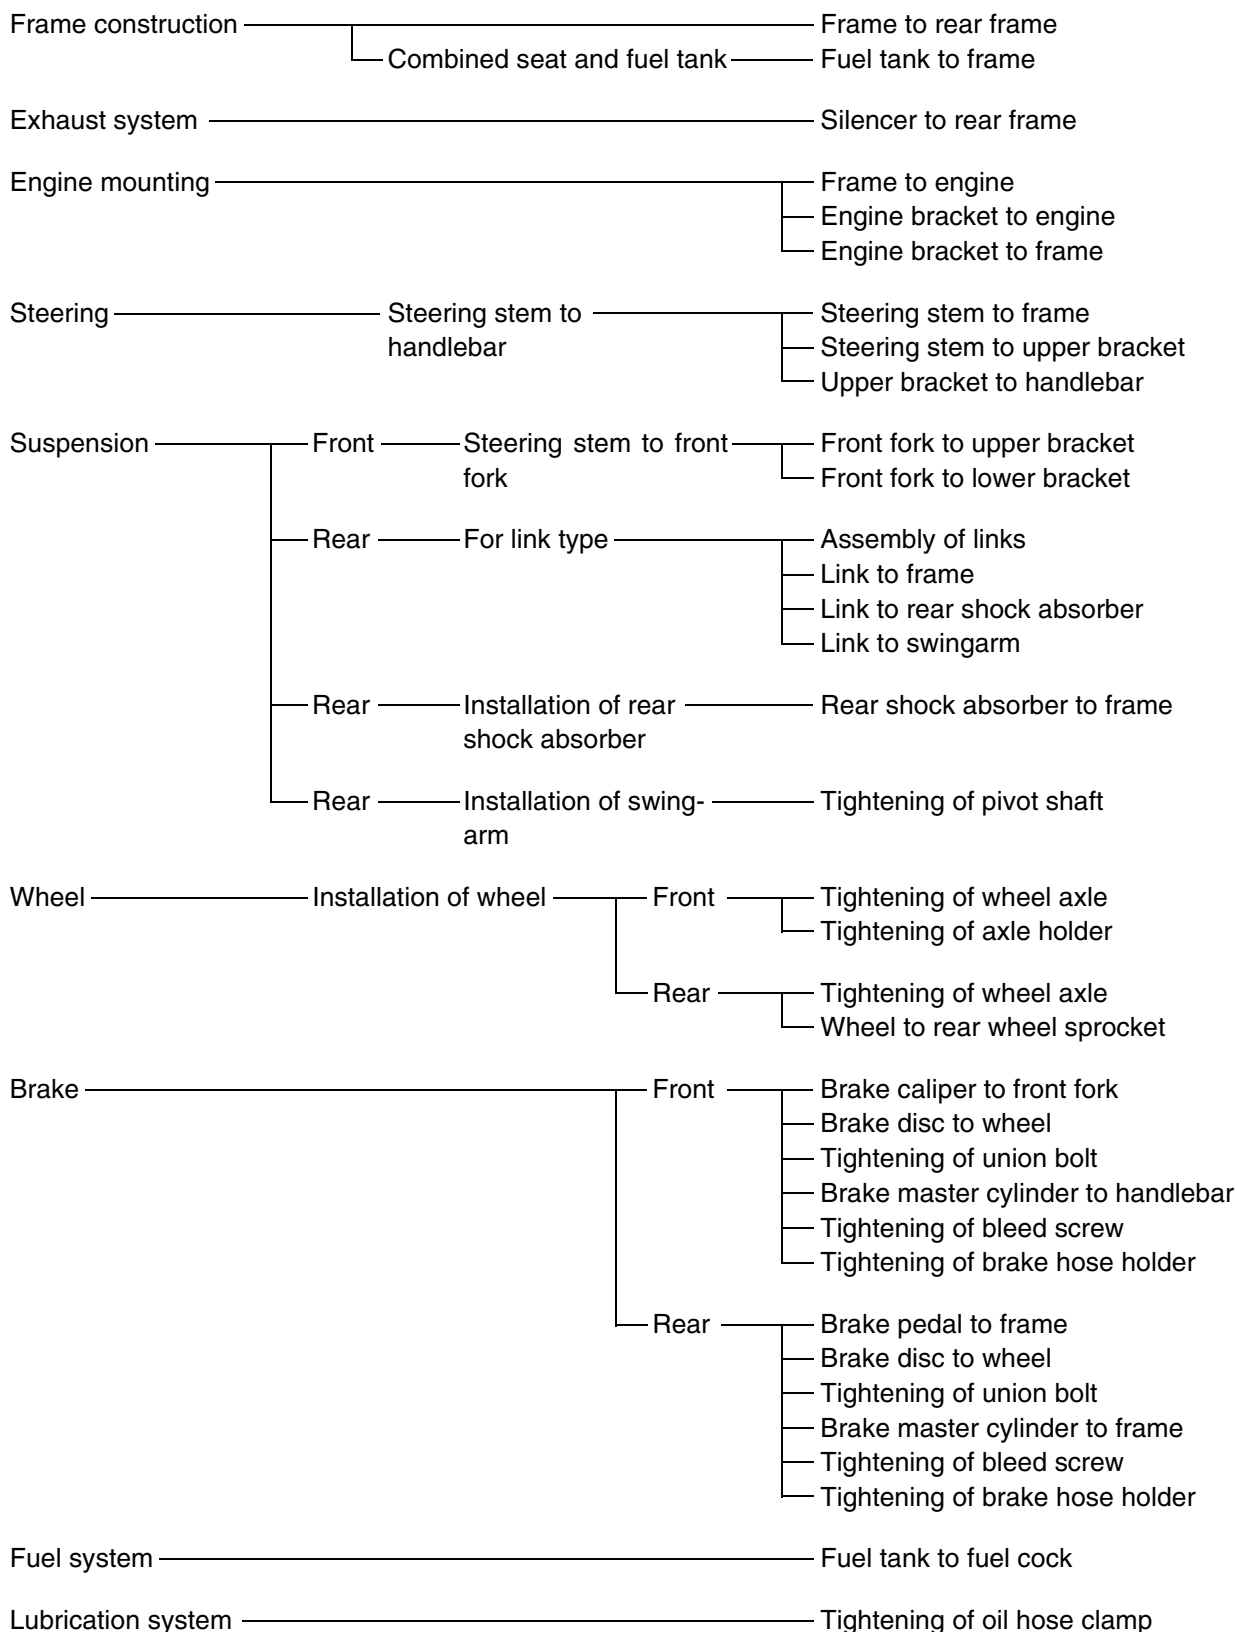 Frame construction Frame to rear frame
Combined seat and fuel tank Fuel tank to frame
Exhaust system Silencer to rear frame
Engine mounting Frame to engine
Engine bracket to engine
Engine bracket to frame
Steering Steering stem to Steering stem to frame
handlebar Steering stem to upper bracket
Upper bracket to handlebar
Suspension Front Steering stem to front Front fork to upper bracket
fork Front fork to lower bracket
Rear For link type Assembly of links
Link to frame
Link to rear shock absorber
Link to swingarm
Rear Installation of rear Rear shock absorber to frame
shock absorber
Rear Installation of swing- Tightening of pivot shaft
arm
Wheel Installation of wheel Front Tightening of wheel axle
Tightening of axle holder
Rear Tightening of wheel axle
Wheel to rear wheel sprocket
Brake Front Brake caliper to front fork
Brake disc to wheel
Tightening of union bolt
Brake master cylinder to handlebar
Tightening of bleed screw
Tightening of brake hose holder
Rear Brake pedal to frame
Brake disc to wheel
Tightening of union bolt
Brake master cylinder to frame
Tightening of bleed screw
Tightening of brake hose holder
Fuel system Fuel tank to fuel cock
Lubrication system Tightening of oil hose clamp